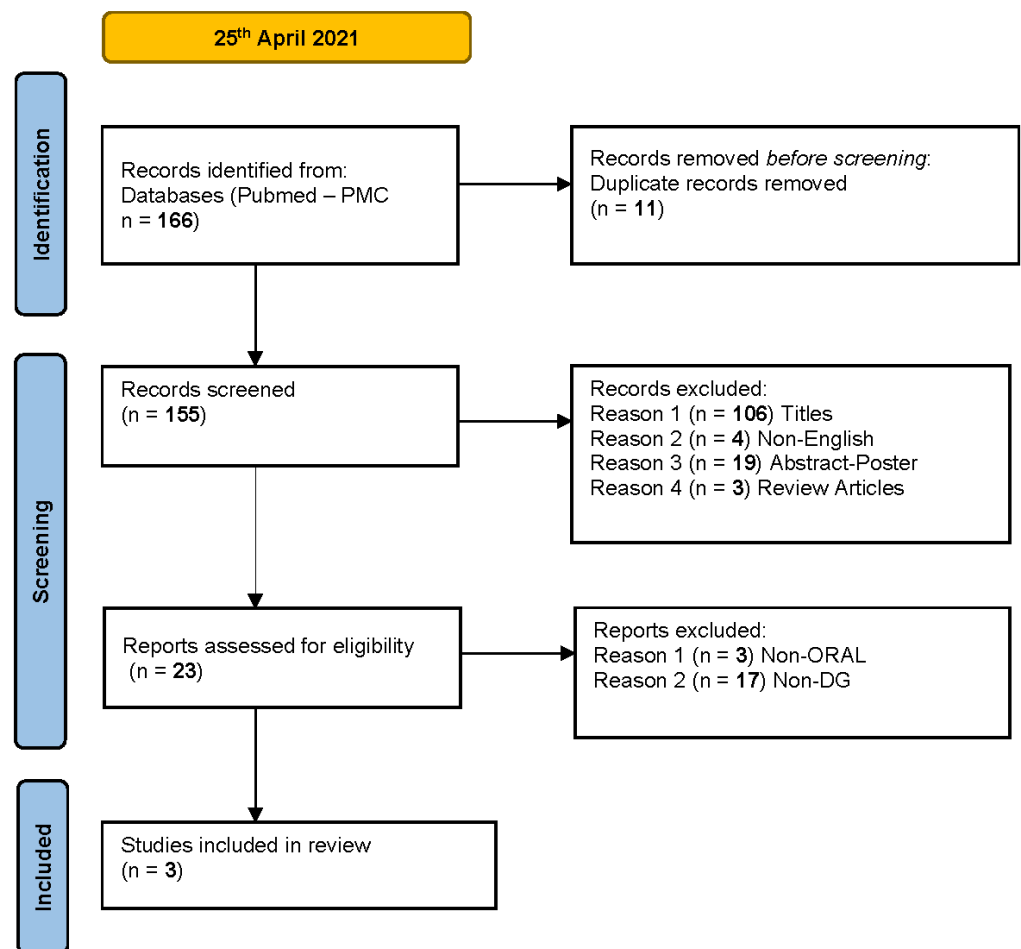 25th April 2021
Identification
Records identified from:
Databases (Pubmed – PMC
n = 166)
Records removed before screening:
Duplicate records removed
(n = 11)
Screening
Records screened
(n = 155)
Records excluded:
Reason 1 (n = 106) Titles
Reason 2 (n = 4) Non-English
Reason 3 (n = 19) Abstract-Poster
Reason 4 (n = 3) Review Articles
Reports assessed for eligibility
(n = 23)
Reports excluded:
Reason 1 (n = 3) Non-ORAL
Reason 2 (n = 17) Non-DG
Included
Studies included in review
(n = 3)